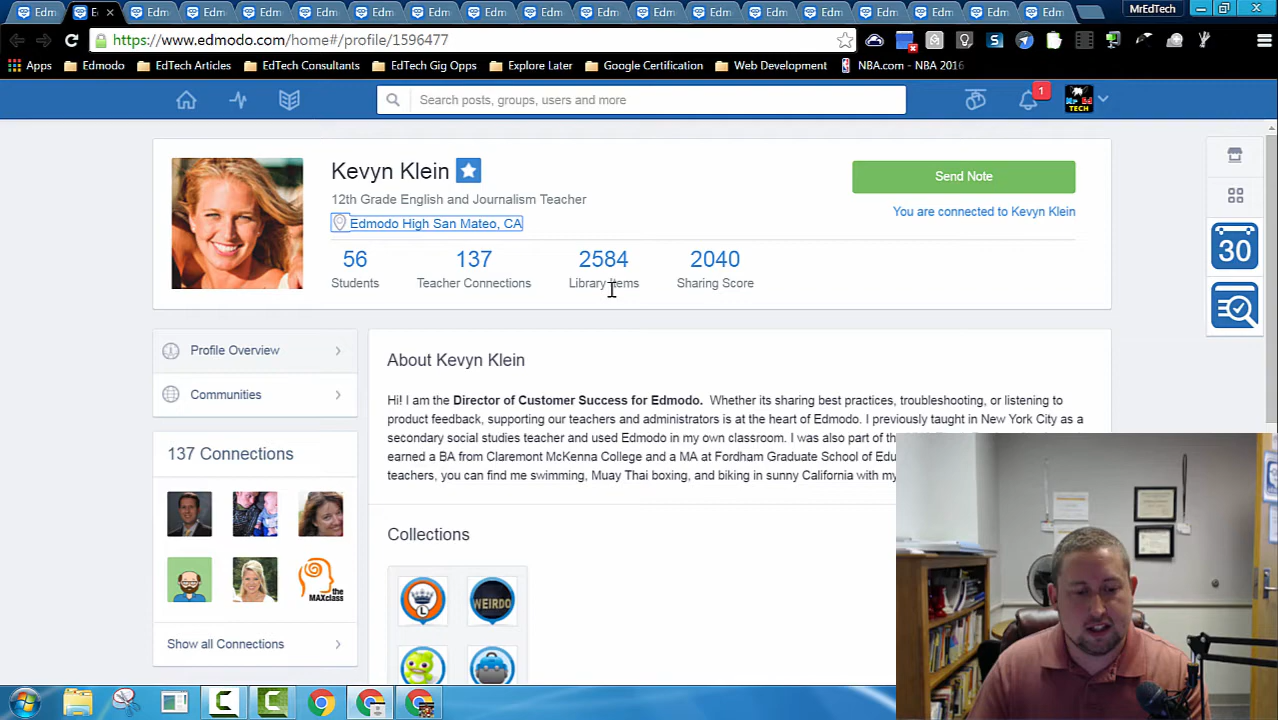 Edm E Edm Edm Edm Edm Edm Edm Edm Edm Edm Edm Edm Edm Edm Edm Edm Edm Edm MrEdTech
https://www.edmodo.com/home#/profile/1596477
Apps Edmodo EdTech Articles EdTech Consultants EdTech Gig Opps Explore Later Google Certification Web Development NBA.com - NBA 2016
Search posts, groups, users and more 1 Mr Ed TECH
Kevyn Klein
12th Grade English and Journalism Teacher
Edmodo High San Mateo, CA
Send Note
You are connected to Kevyn Klein
56 137 2584 2040
Students Teacher Connections Library Items Sharing Score
30
Profile Overview
Communities
137 Connections
the MAXclass
Show all Connections
About Kevyn Klein
Hi! I am the Director of Customer Success for Edmodo. Whether its sharing best practices, troubleshooting, or listening to
product feedback, supporting our teachers and administrators is at the heart of Edmodo. I previously taught in New York City as a
secondary social studies teacher and used Edmodo in my own classroom. I was also part of the
earned a BA from Claremont McKenna College and a MA at Fordham Graduate School of Edu
teachers, you can find me swimming, Muay Thai boxing, and biking in sunny California with my
Collections
L WEIRDO